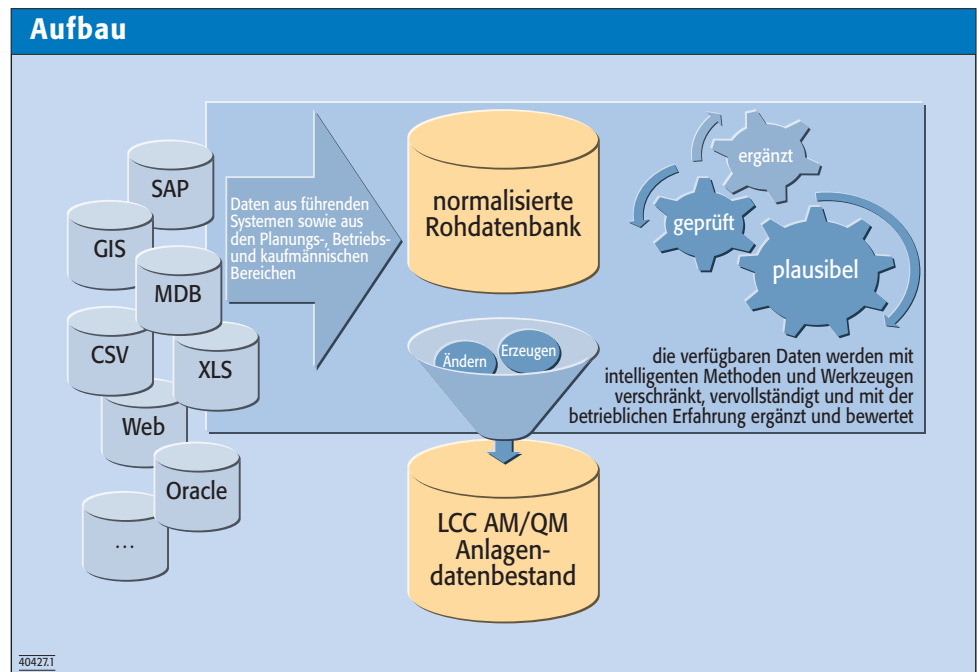 Aufbau
SAP
GIS
MDB
CSV
XLS
Web
Oracle
...
Daten aus führenden
Systemen sowie aus
den Planungs-, Betriebs-
und kaufmännischen
Bereichen
normalisierte
Rohdatenbank
ergänzt
geprüft
plausibel
Ändern
Erzeugen
die verfügbaren Daten werden mit
intelligenten Methoden und Werkzeugen
verschränkt, vervollständigt und mit der
betrieblichen Erfahrung ergänzt und bewertet
LCC AM/QM
Anlagen-
datenbestand
40427.1